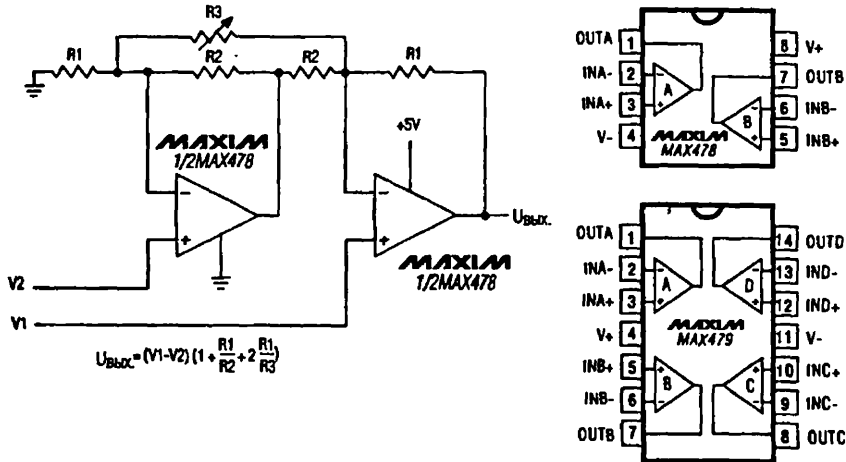 R3
R1
R2
R2
R1
MAXIM
1/2MAX478
+5V
Uвых.
MAXIM
1/2MAX478
V2
V1
Uвых.=(V1-V2)(1+R1/R2+2R1/R3)
OUTA 1
8 V+
INA- 2
7 OUTB
INA+ 3
6 INB-
V- 4
5 INB+
A
B
MAXIM
MAX478
OUTA 1
14 OUTD
INA- 2
13 IND-
INA+ 3
12 IND+
V+ 4
11 V-
INB+ 5
10 INC+
INB- 6
9 INC-
OUTB 7
8 OUTC
A
D
MAXIM
MAX479
B
C